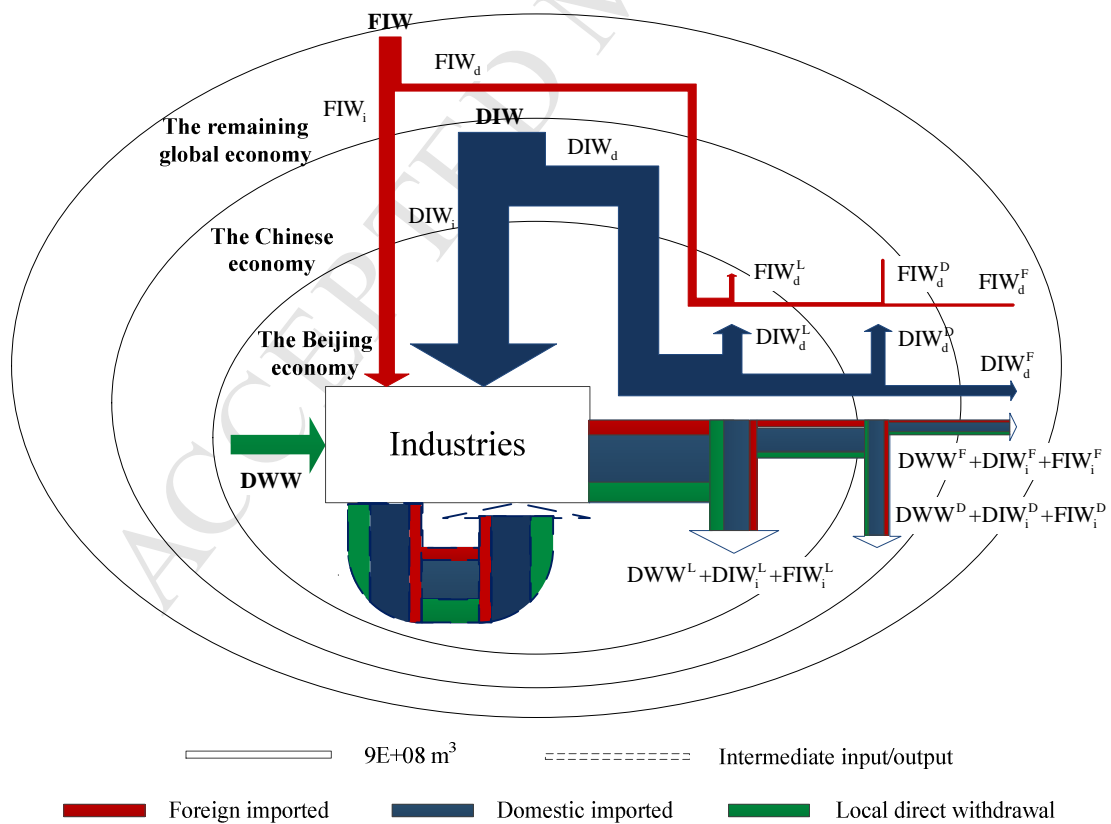 FIW
FIW_d
FIW_i
The remaining
global economy
DIW
DIW_d
DIW_i
The Chinese
economy
FIW_d^L
FIW_d^D
FIW_d^F
The Beijing
economy
DIW_d^L
DIW_d^D
DIW_d^F
Industries
DWW
DWW^F+DIW_i^F+FIW_i^F
DWW^D+DIW_i^D+FIW_i^D
DWW^L+DIW_i^L+FIW_i^L
9E+08 m^3
Intermediate input/output
Foreign imported
Domestic imported
Local direct withdrawal
ACCEPTED M